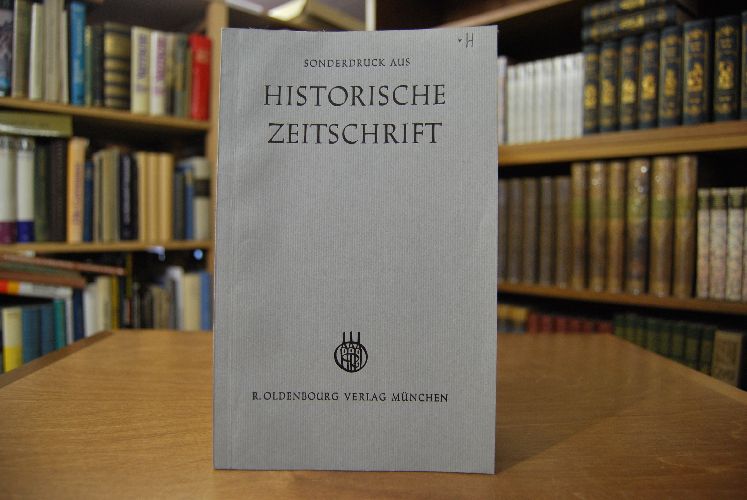 H
SONDERDRUCK AUS
HISTORISCHE
ZEITSCHRIFT
R. OLDENBOURG VERLAG MÜNCHEN